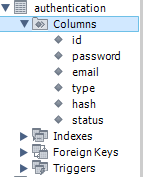 authentication
Columns
id
password
email
type
hash
status
Indexes
Foreign Keys
Triggers